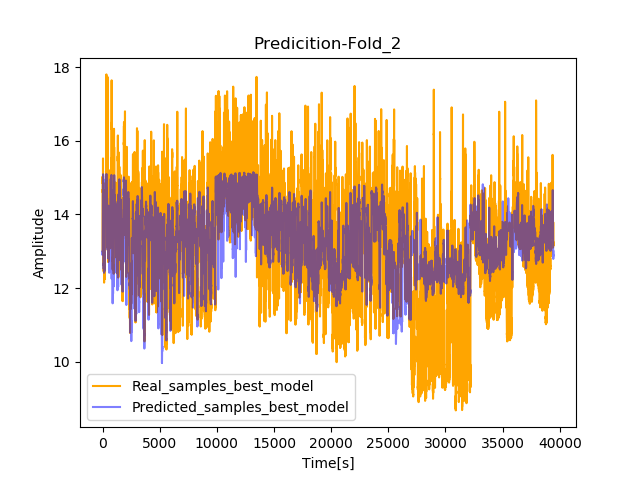 Predicition-Fold_2
18
16
14
12
10
Amplitude
Real_samples_best_model
Predicted_samples_best_model
0 5000 10000 15000 20000 25000 30000 35000 40000
Time[s]